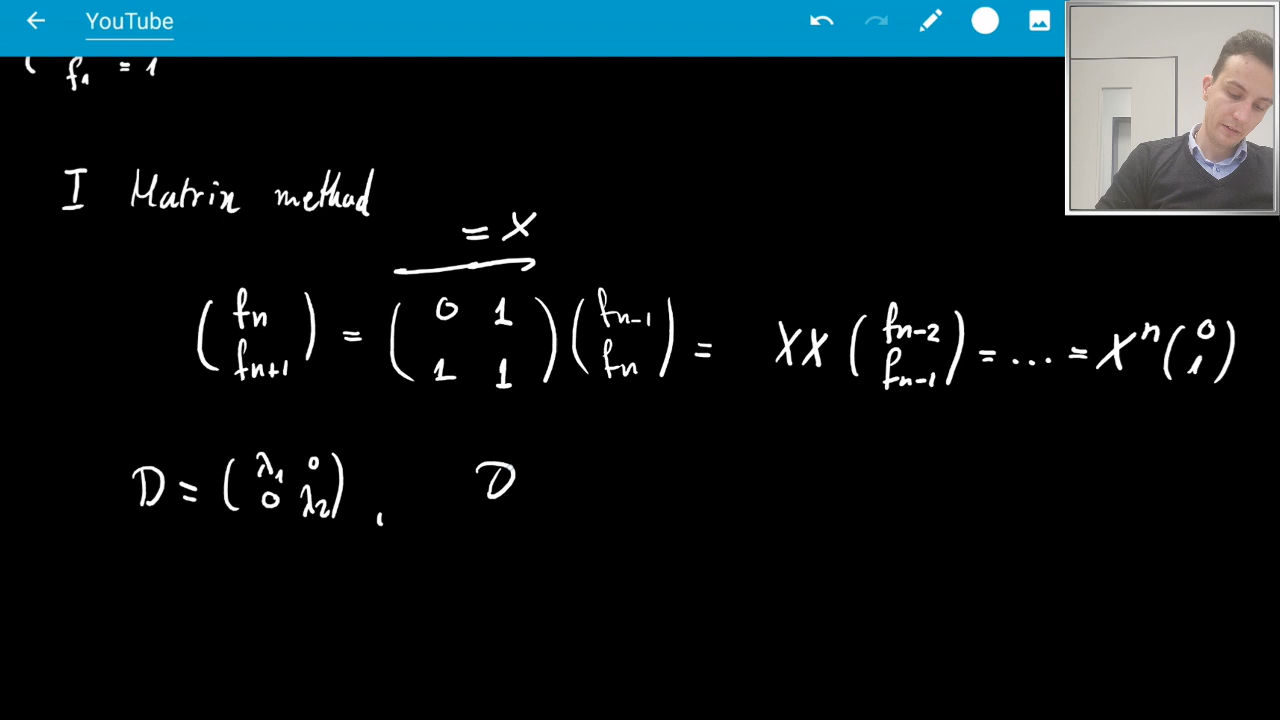 YouTube
( f₁ = 1
I Matrix method
= X
(fn fn+1) = (0 1 1 1)(fn-1 fn) = XX(fn-2 fn-1) = ... = Xⁿ(0 1)
D = (λ₁ 0 0 λ₂), D